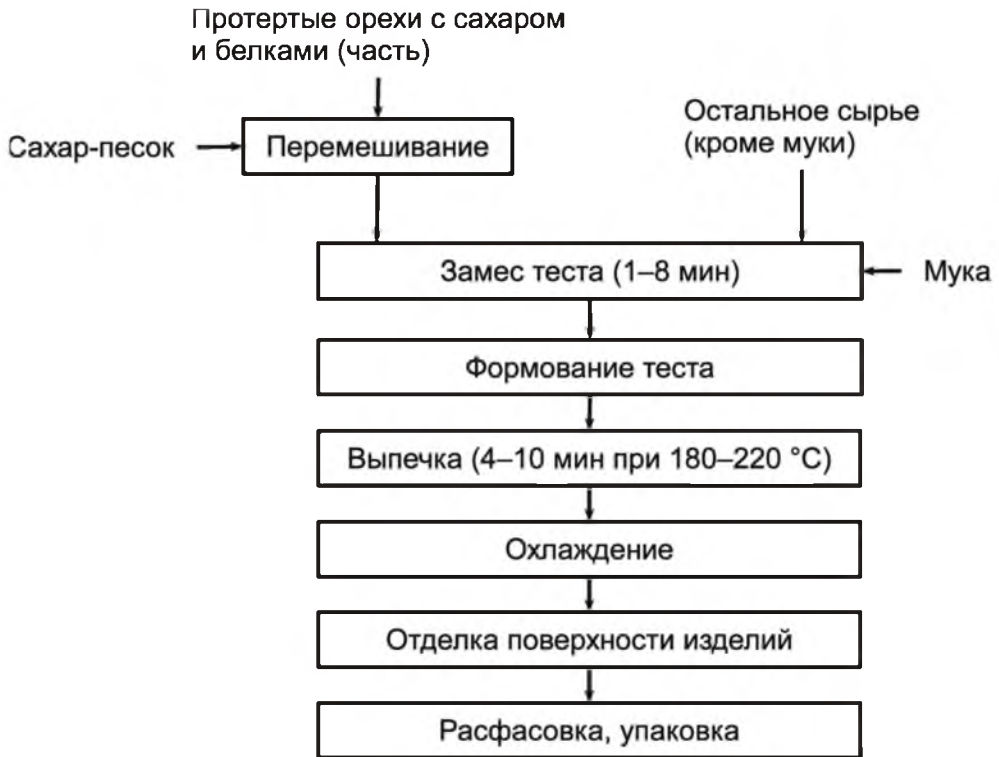 Протертые орехи с сахаром
и белками (часть)
Остальное сырье
(кроме муки)
Сахар-песок
Перемешивание
Замес теста (1–8 мин)
Мука
Формование теста
Выпечка (4–10 мин при 180–220 °C)
Охлаждение
Отделка поверхности изделий
Расфасовка, упаковка